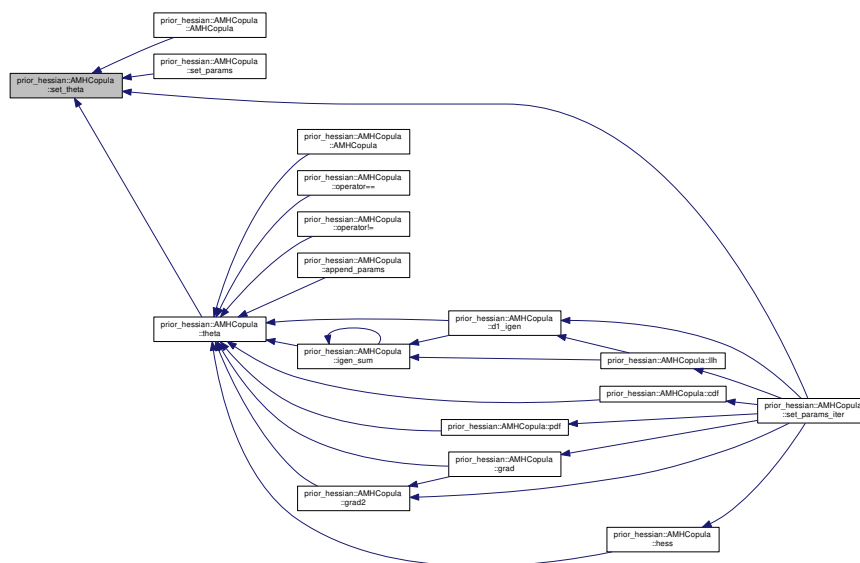 prior_hessian::AMHCopula
::AMHCopula
prior_hessian::AMHCopula
::set_params
prior_hessian::AMHCopula
::set_theta
prior_hessian::AMHCopula
::AMHCopula
prior_hessian::AMHCopula
::operator==
prior_hessian::AMHCopula
::operator!=
prior_hessian::AMHCopula
::append_params
prior_hessian::AMHCopula
::theta
prior_hessian::AMHCopula
::d1_igen
prior_hessian::AMHCopula
::igen_sum
prior_hessian::AMHCopula::llh
prior_hessian::AMHCopula::cdf
prior_hessian::AMHCopula
::set_params_iter
prior_hessian::AMHCopula::pdf
prior_hessian::AMHCopula
::grad
prior_hessian::AMHCopula
::grad2
prior_hessian::AMHCopula
::hess